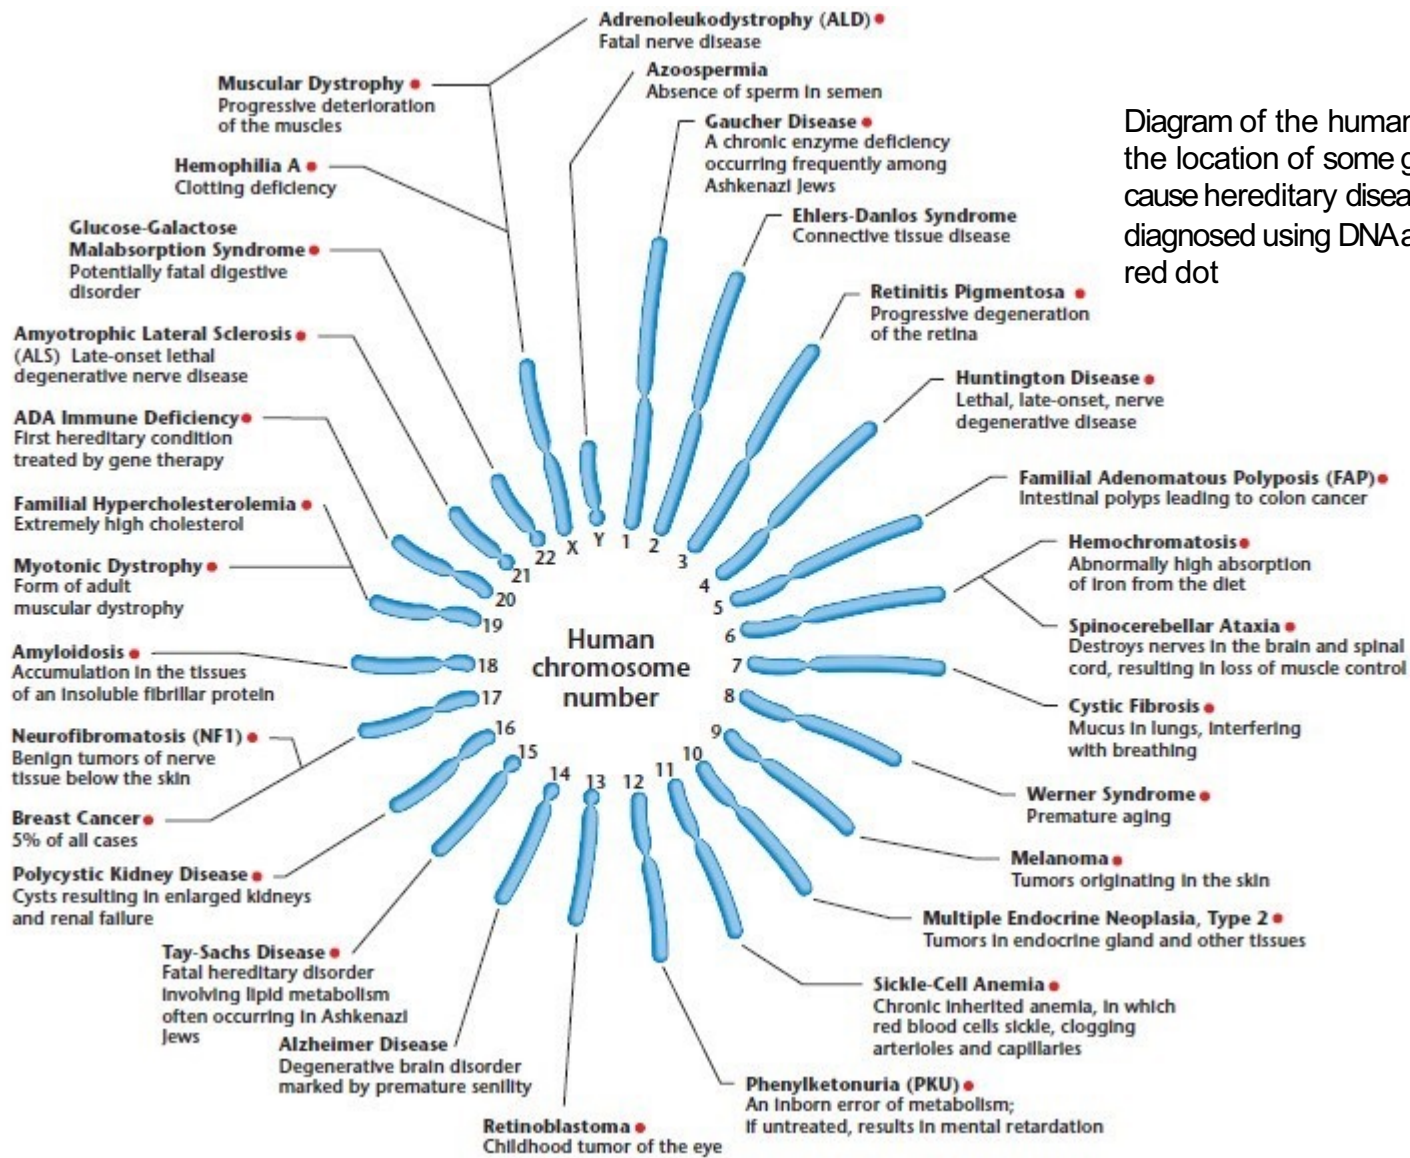 Adrenoleukodystrophy (ALD)
Fatal nerve disease
Azoospermia
Absence of sperm in semen
Gaucher Disease
A chronic enzyme deficiency
occurring frequently among
Ashkenazi Jews
Ehlers-Danlos Syndrome
Connective tissue disease
Retinitis Pigmentosa
Progressive degeneration
of the retina
Huntington Disease
Lethal, late-onset, nerve
degenerative disease
Familial Adenomatous Polyposis (FAP)
Intestinal polyps leading to colon cancer
Hemochromatosis
Abnormally high absorption
of iron from the diet
Spinocerebellar Ataxia
Destroys nerves in the brain and spinal
cord, resulting in loss of muscle control
Cystic Fibrosis
Mucus in lungs, interfering
with breathing
Werner Syndrome
Premature aging
Melanoma
Tumors originating in the skin
Multiple Endocrine Neoplasia, Type 2
Tumors in endocrine gland and other tissues
Sickle-Cell Anemia
Chronic inherited anemia, in which
red blood cells sickle, clogging
arterioles and capillaries
Phenylketonuria (PKU)
An inborn error of metabolism;
if untreated, results in mental retardation
Retinoblastoma
Childhood tumor of the eye
Alzheimer Disease
Degenerative brain disorder
marked by premature senility
Tay-Sachs Disease
Fatal hereditary disorder
involving lipid metabolism
often occurring in Ashkenazi
Jews
Polycystic Kidney Disease
Cysts resulting in enlarged kidneys
and renal failure
Breast Cancer
5% of all cases
Neurofibromatosis (NF1)
Benign tumors of nerve
tissue below the skin
Amyloidosis
Accumulation in the tissues
of an insoluble fibrillar protein
Myotonic Dystrophy
Form of adult
muscular dystrophy
Familial Hypercholesterolemia
Extremely high cholesterol
ADA Immune Deficiency
First hereditary condition
treated by gene therapy
Amyotrophic Lateral Sclerosis
(ALS) Late-onset lethal
degenerative nerve disease
Glucose-Galactose
Malabsorption Syndrome
Potentially fatal digestive
disorder
Hemophilia A
Clotting deficiency
Muscular Dystrophy
Progressive deterioration
of the muscles
Human
chromosome
number
1
2
3
4
5
6
7
8
9
10
11
12
13
14
15
16
17
18
19
20
21
22
X
Y
Diagram of the human
the location of some g
cause hereditary disea
diagnosed using DNA a
red dot